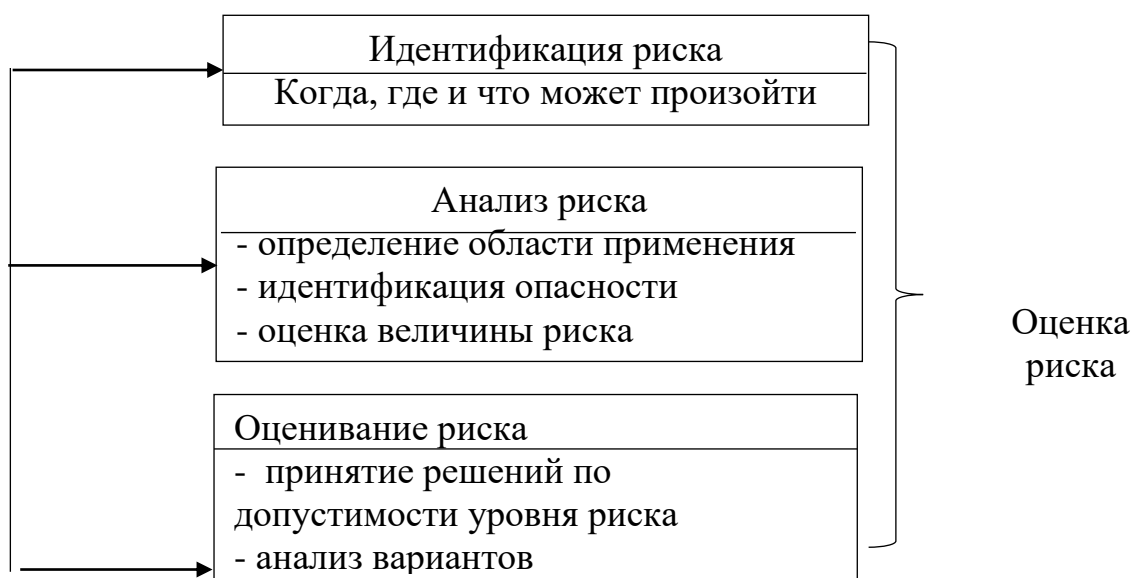 Идентификация риска
Когда, где и что может произойти
Анализ риска
- определение области применения
- идентификация опасности
- оценка величины риска
Оценка
риска
Оценивание риска
- принятие решений по
допустимости уровня риска
- анализ вариантов